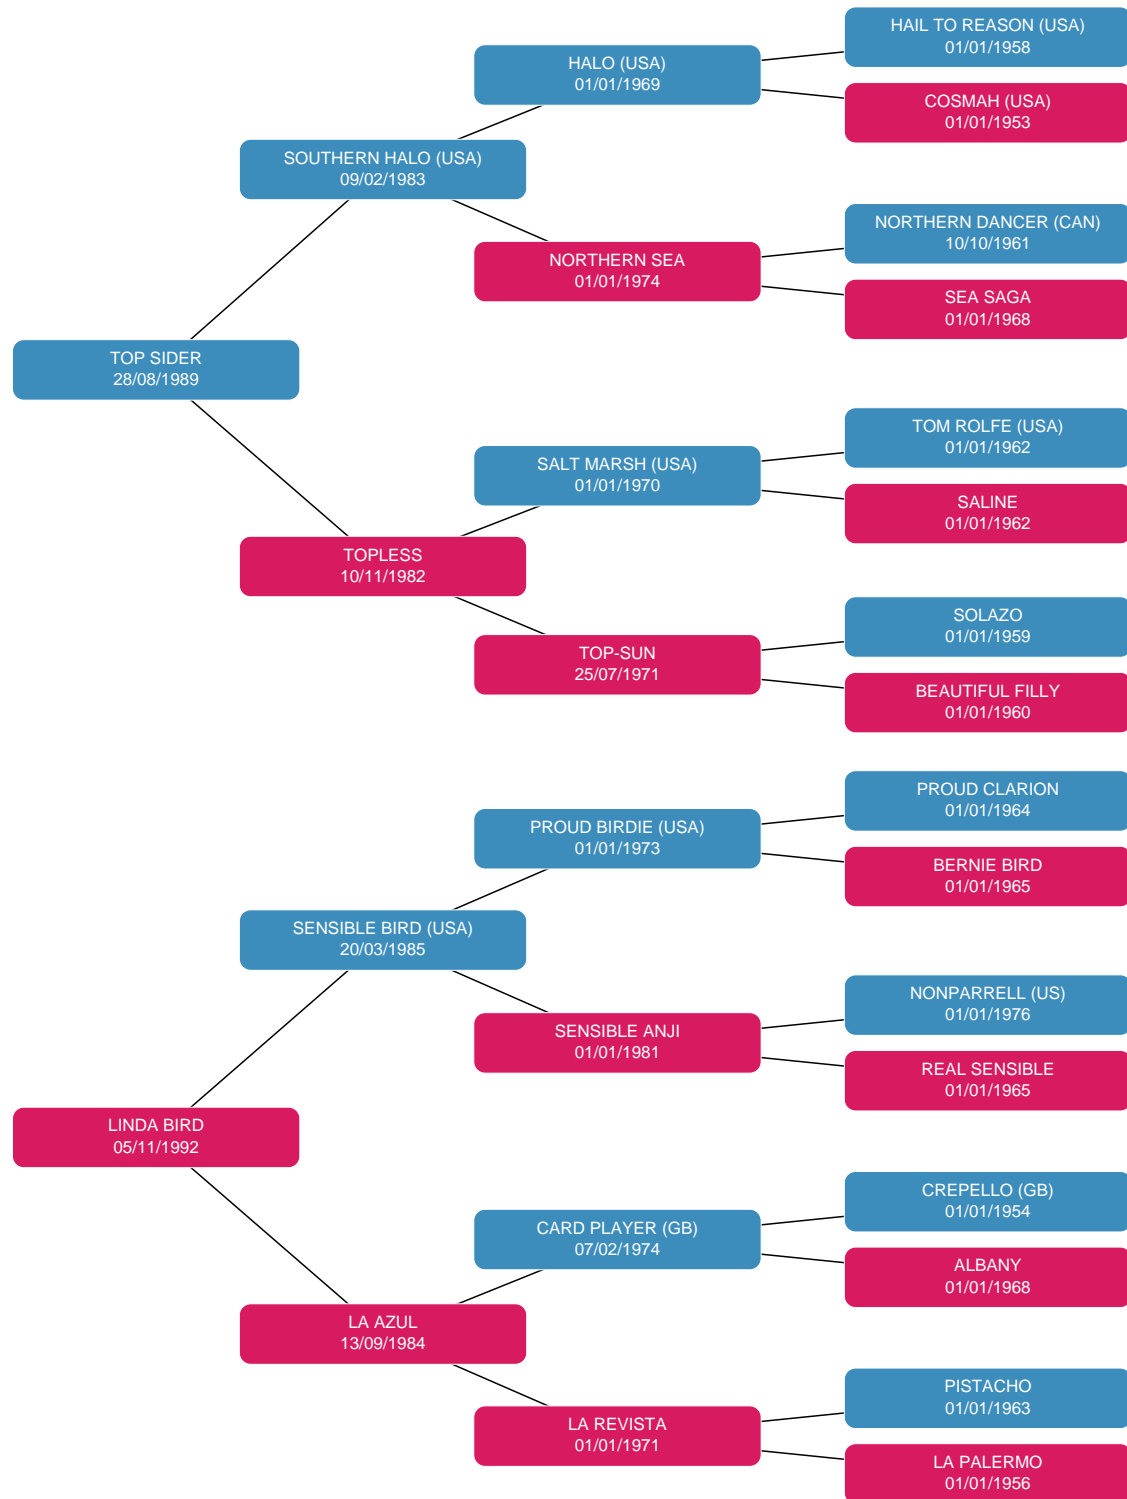 HAIL TO REASON (USA)
01/01/1958
HALO (USA)
01/01/1969
COSMAH (USA)
01/01/1953
SOUTHERN HALO (USA)
09/02/1983
NORTHERN DANCER (CAN)
10/10/1961
NORTHERN SEA
01/01/1974
SEA SAGA
01/01/1968
TOP SIDER
28/08/1989
TOM ROLFE (USA)
01/01/1962
SALT MARSH (USA)
01/01/1970
SALINE
01/01/1962
TOPLESS
10/11/1982
SOLAZO
01/01/1959
TOP-SUN
25/07/1971
BEAUTIFUL FILLY
01/01/1960
PROUD CLARION
01/01/1964
PROUD BIRDIE (USA)
01/01/1973
BERNIE BIRD
01/01/1965
SENSIBLE BIRD (USA)
20/03/1985
NONPARRELL (US)
01/01/1976
SENSIBLE ANJI
01/01/1981
REAL SENSIBLE
01/01/1965
LINDA BIRD
05/11/1992
CREPELLO (GB)
01/01/1954
CARD PLAYER (GB)
07/02/1974
ALBANY
01/01/1968
LA AZUL
13/09/1984
PISTACHO
01/01/1963
LA REVISTA
01/01/1971
LA PALERMO
01/01/1956